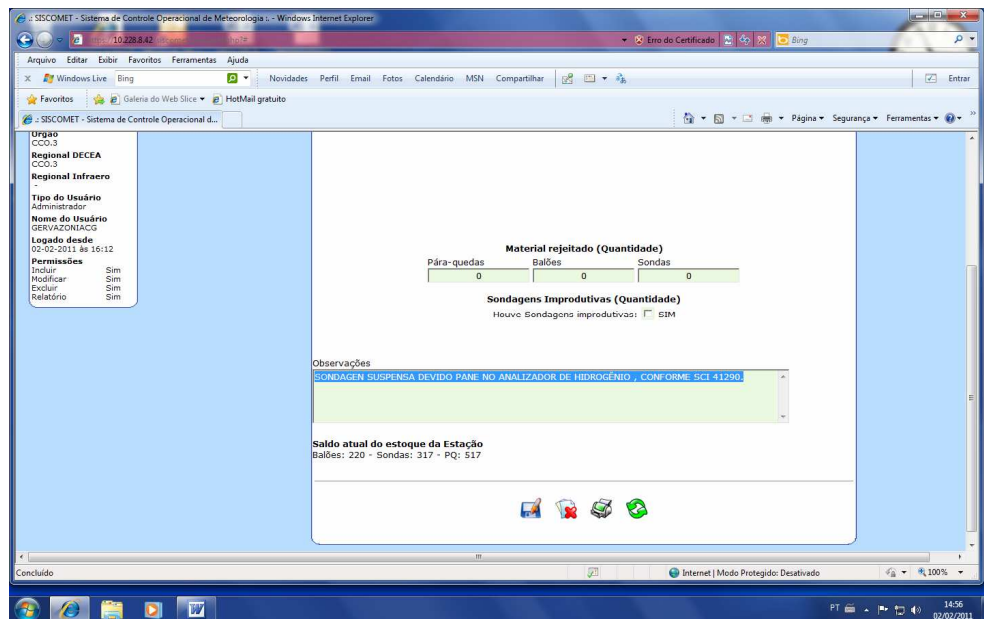 .: SISCOMET - Sistema de Controle Operacional de Meteorologia :. - Windows Internet Explorer
10.228.8.42
Erro do Certificado
Bing
Arquivo Editar Exibir Favoritos Ferramentas Ajuda
x Windows Live Bing Novidades Perfil Email Fotos Calendário MSN Compartilhar Entrar
Favoritos Galeria do Web Slice HotMail gratuito
.: SISCOMET - Sistema de Controle Operacional d... Página Segurança Ferramentas
Orgao
CCO.3
Regional DECEA
CCO.3
Regional Infraero
-
Tipo do Usuário
Administrador
Nome do Usuário
GERVAZONIACG
Logado desde
02-02-2011 às 16:12
Permissões
Incluir Sim
Modificar Sim
Excluir Sim
Relatório Sim
Material rejeitado (Quantidade)
Pára-quedas Balões Sondas
0 0 0
Sondagens Improdutivas (Quantidade)
Houve Sondagens improdutivas: SIM
Observações
SONDAGEN SUSPENSA DEVIDO PANE NO ANALIZADOR DE HIDROGÊNIO , CONFORME SCI 41290.
Saldo atual do estoque da Estação
Balões: 220 - Sondas: 317 - PQ: 517
Concluído
Internet | Modo Protegido: Desativado
100%
PT
14:56
02/02/2011